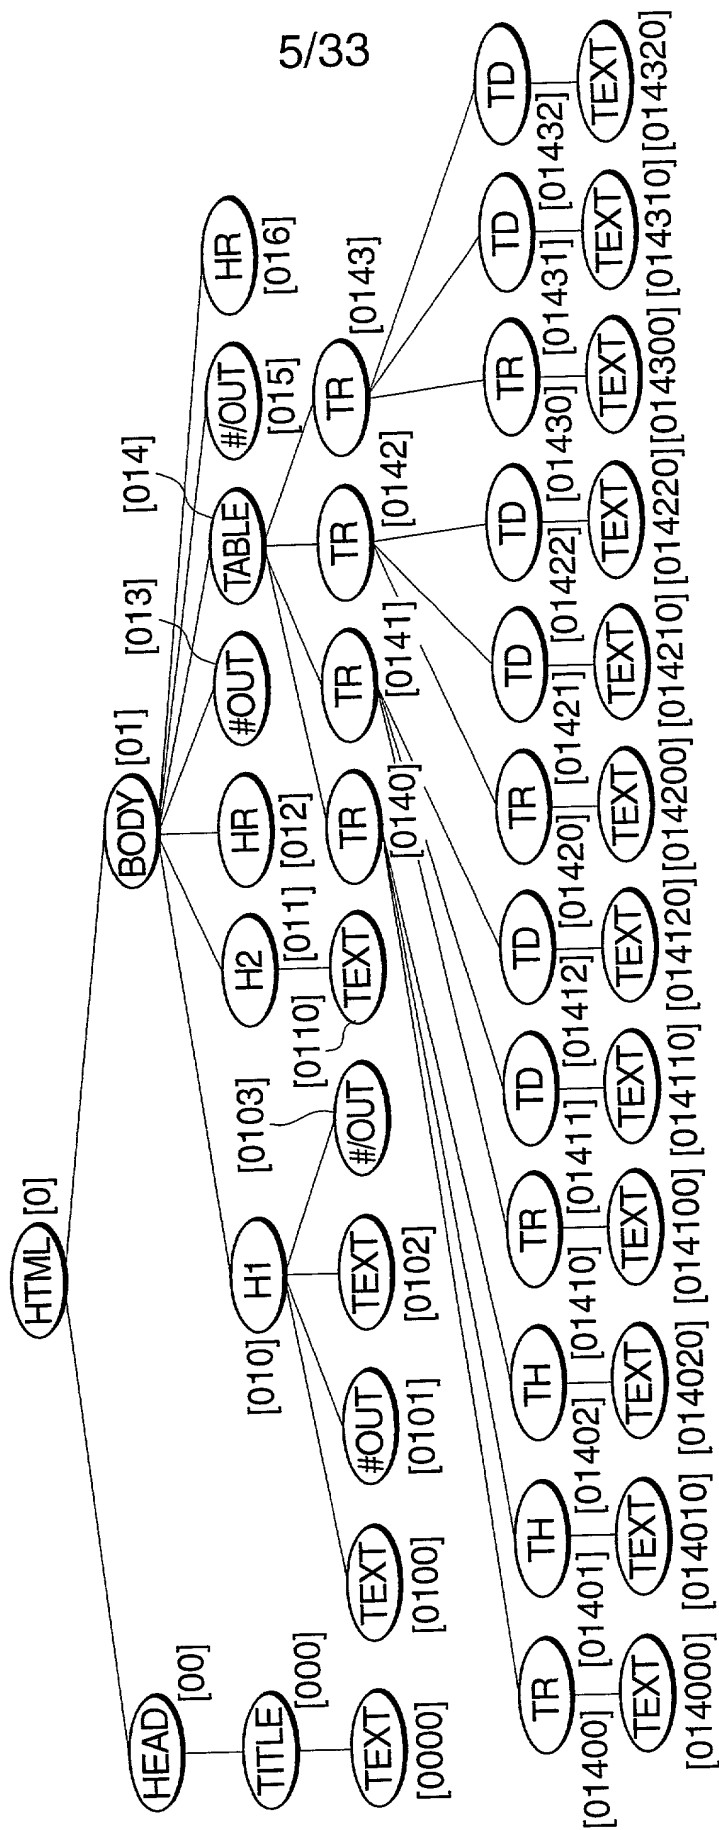 5/33
HTML [0]
HEAD [00] BODY [01]
[013] [014]
TITLE [000] [010] H1 H2 [011] HR [012] #OUT TABLE #/OUT [015] HR [016]
[0103] [0110]
TEXT [0000] TEXT [0100] #OUT [0101] TEXT [0102] #/OUT TEXT TR [0140] TR [0141] TR [0142] TR [0143]
TR TH TH TR TD TD TR TD TD TR TD TD
[01400] [01401] [01402] [01410] [01411] [01412] [01420] [01421] [01422] [01430] [01431] [01432]
TEXT TEXT TEXT TEXT TEXT TEXT TEXT TEXT TEXT TEXT TEXT TEXT
[014000] [014010] [014020] [014100] [014110] [014120] [014200] [014210] [014220] [014300] [014310] [014320]